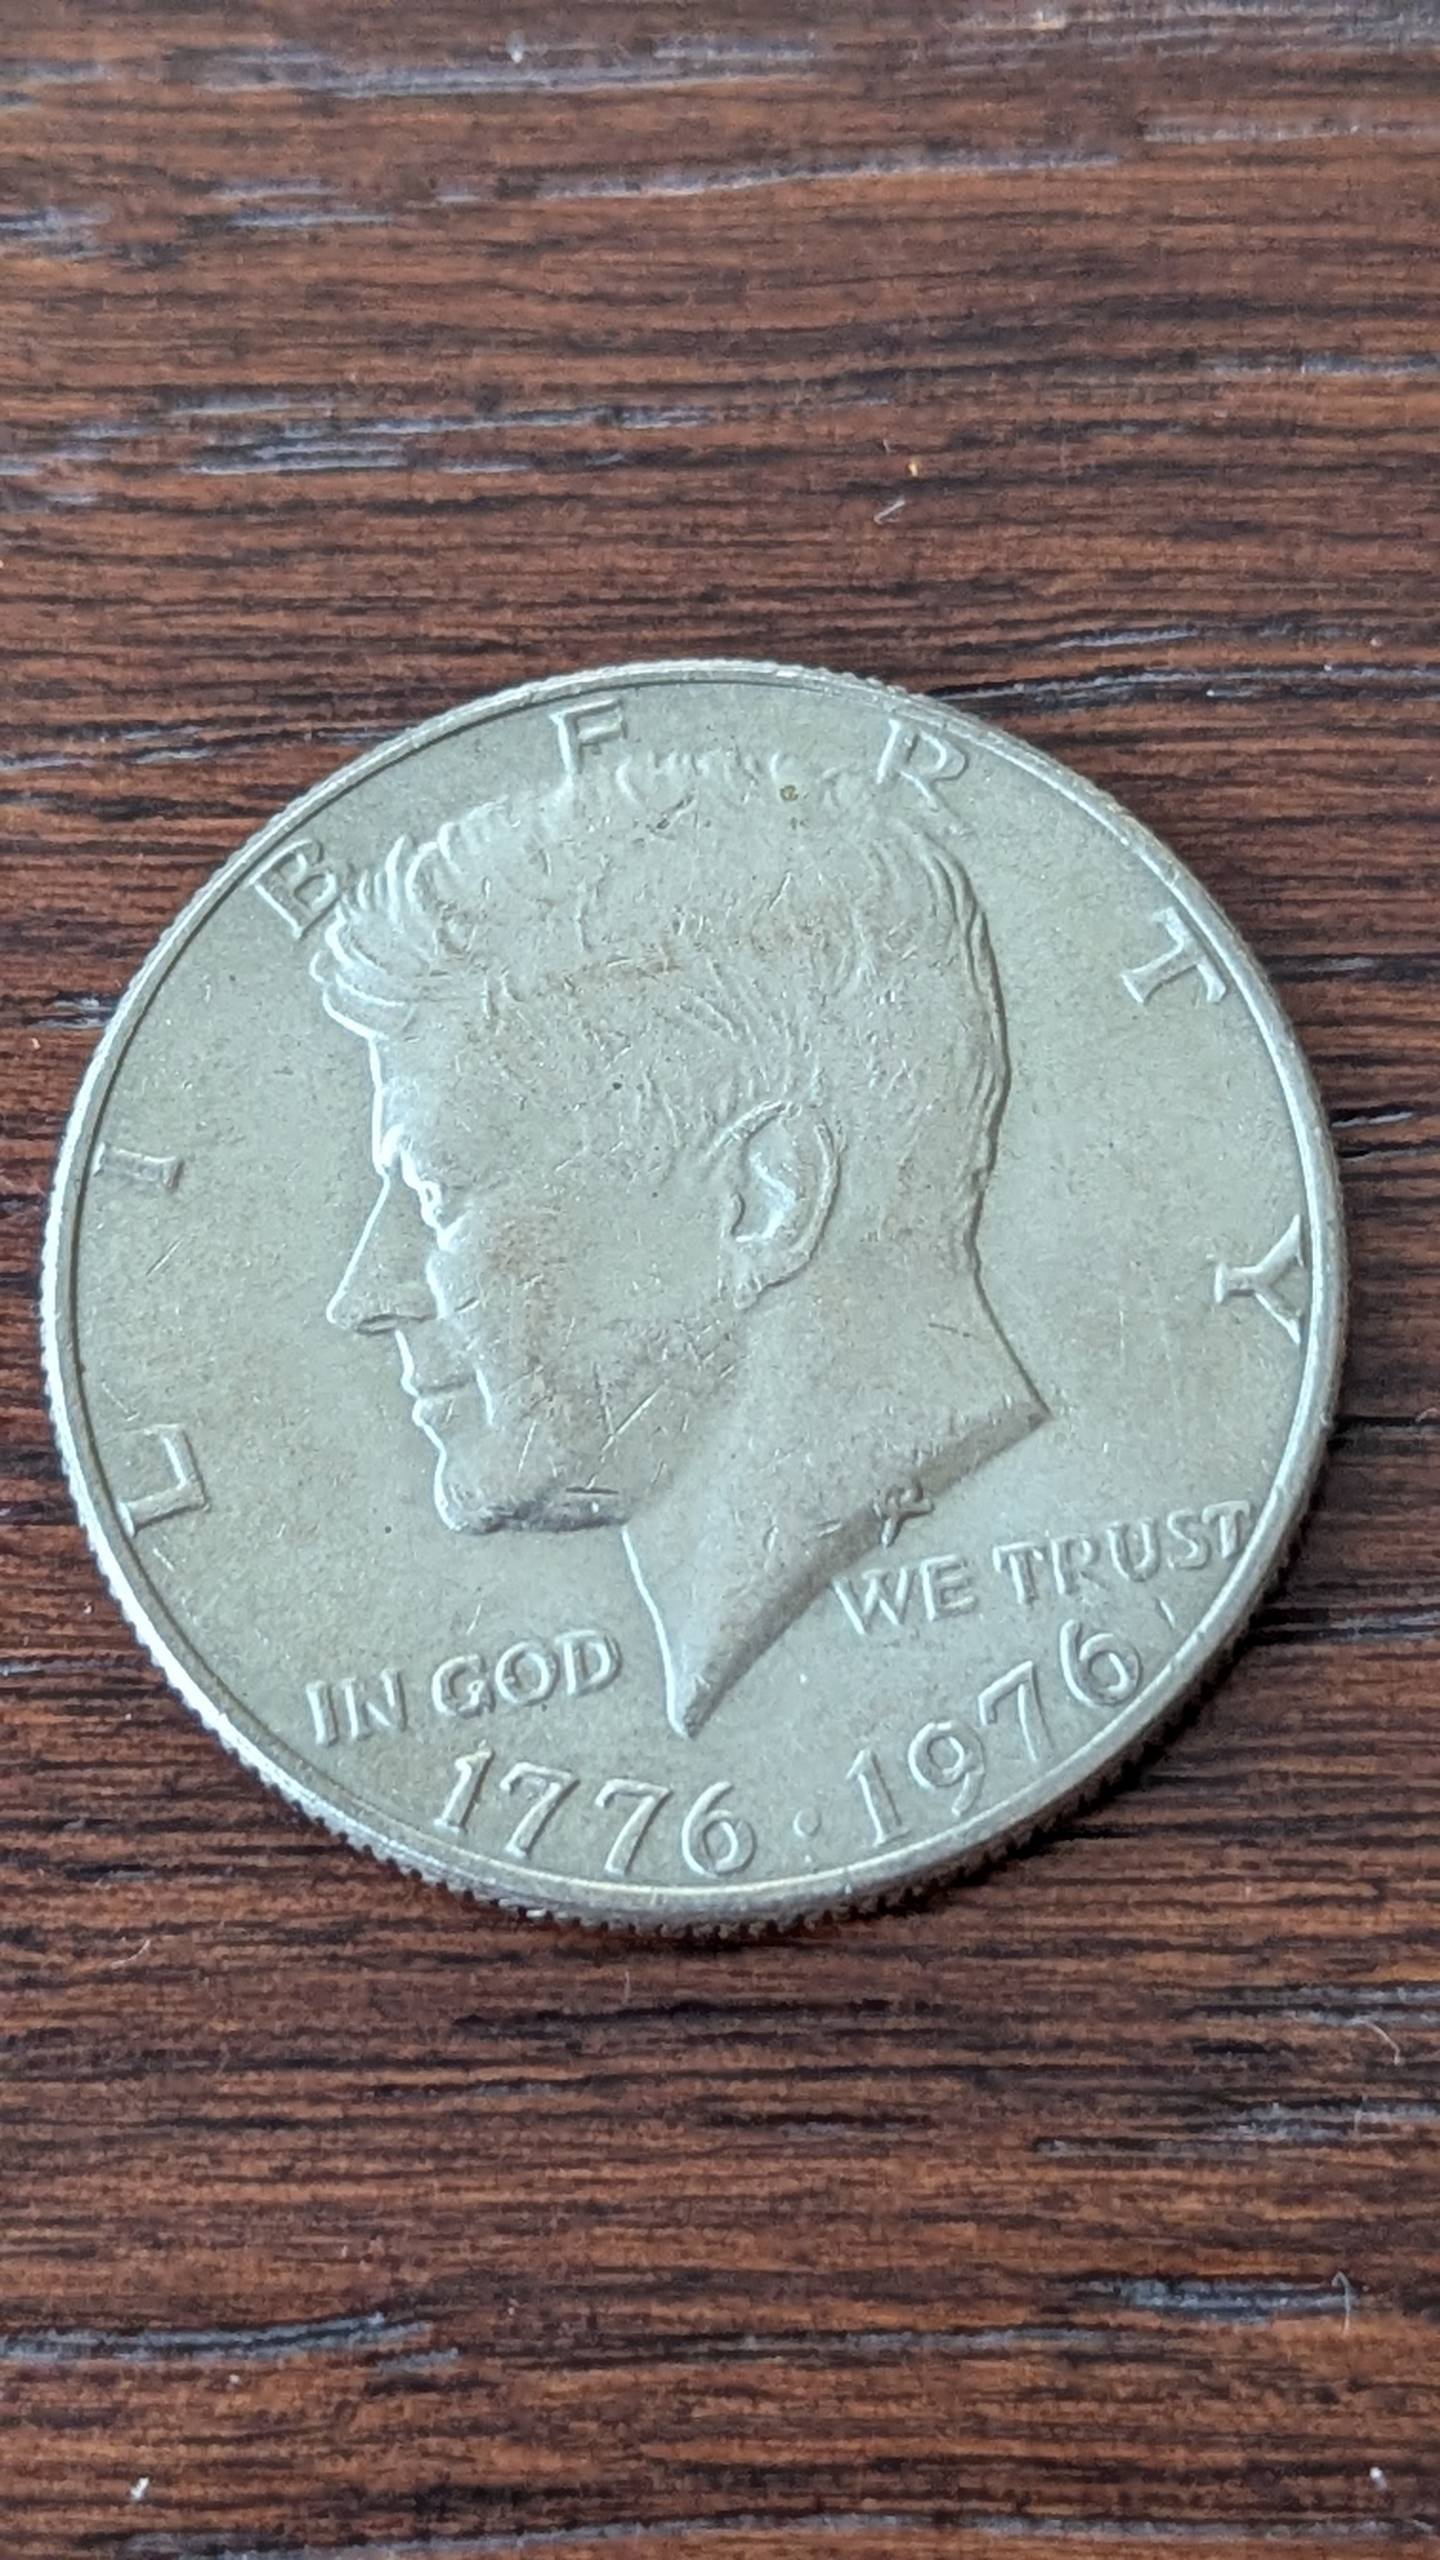 LIBERTY
IN GOD WE TRUST
1776 · 1976